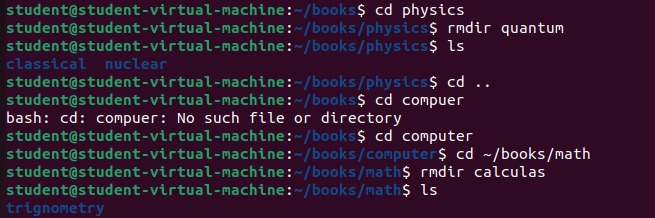 student@student-virtual-machine:~/books$ cd physics
student@student-virtual-machine:~/books/physics$ rmdir quantum
student@student-virtual-machine:~/books/physics$ ls
classical  nuclear
student@student-virtual-machine:~/books/physics$ cd ..
student@student-virtual-machine:~/books$ cd compuer
bash: cd: compuer: No such file or directory
student@student-virtual-machine:~/books$ cd computer
student@student-virtual-machine:~/books/computer$ cd ~/books/math
student@student-virtual-machine:~/books/math$ rmdir calculas
student@student-virtual-machine:~/books/math$ ls
trignometry